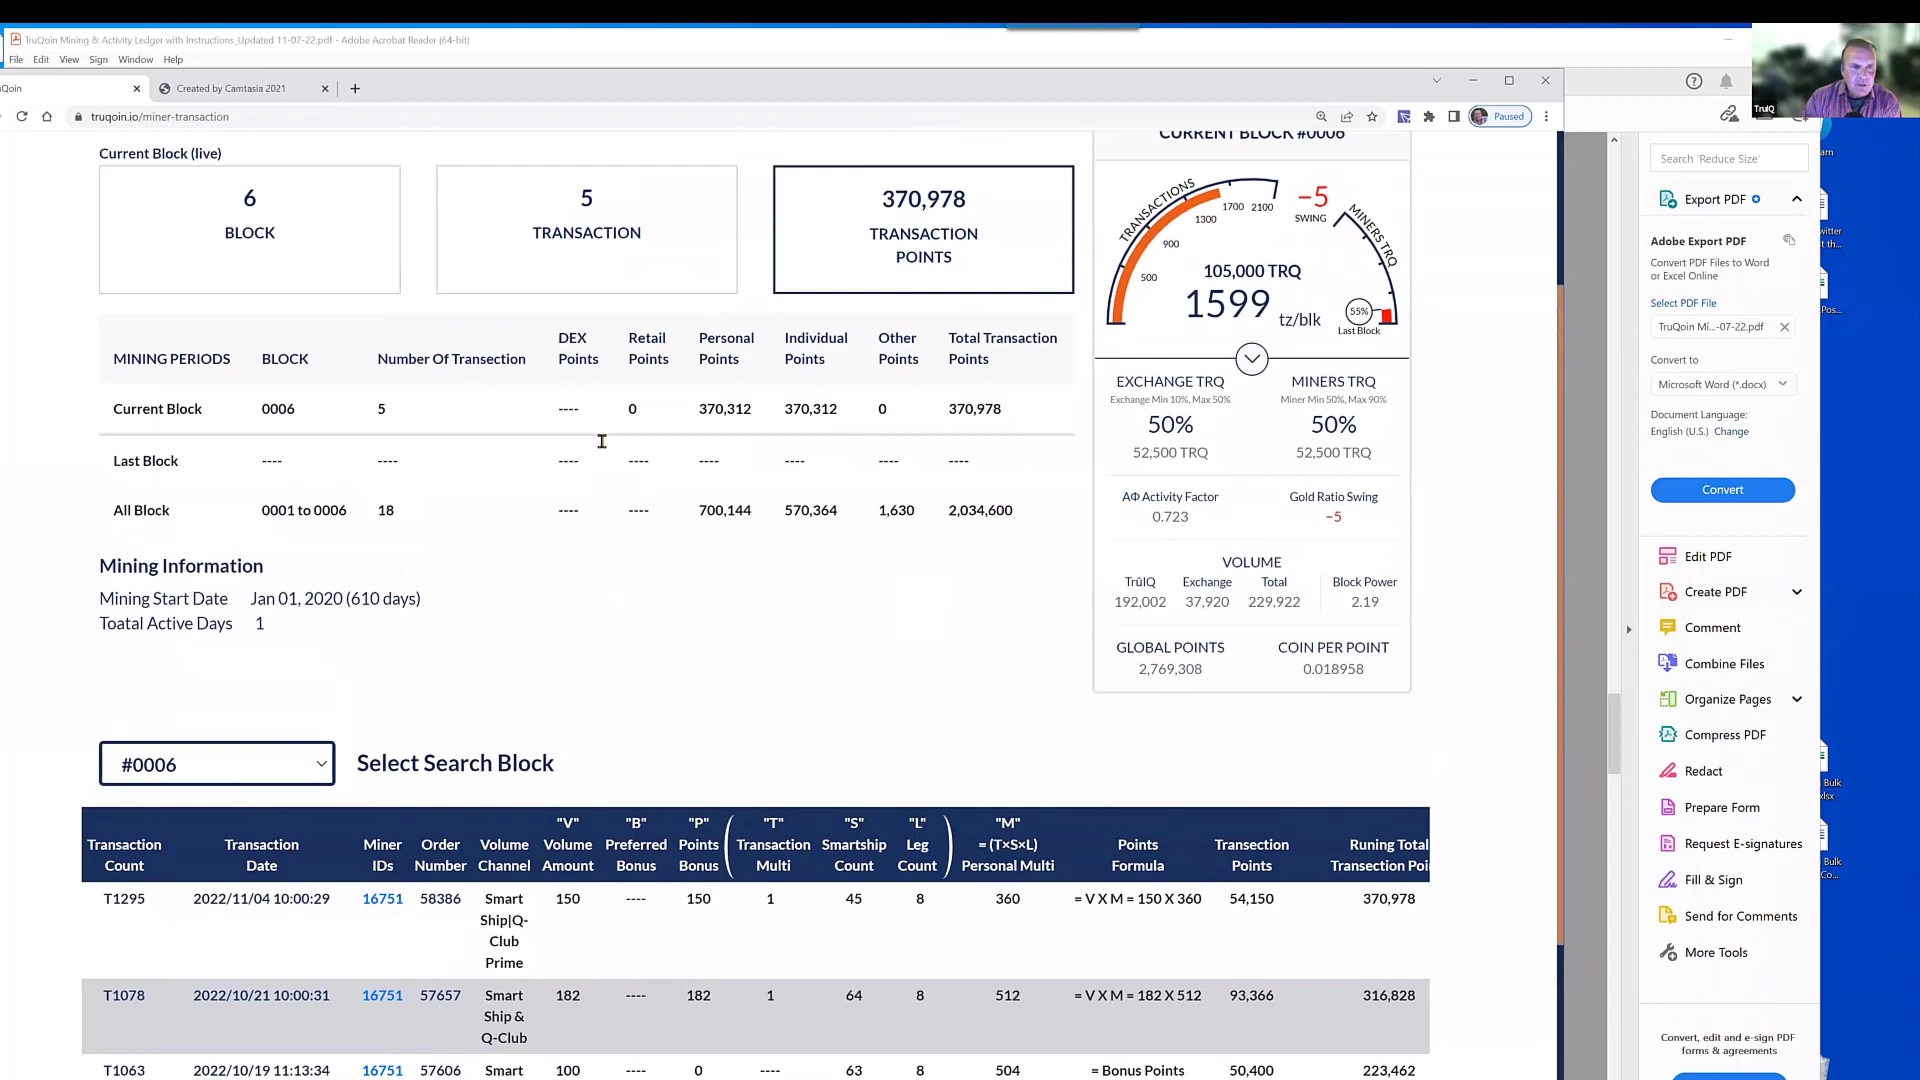 TruQoin Mining & Activity Ledger with Instructions_Updated 11-07-22.pdf - Adobe Acrobat Reader (64-bit)
File Edit View Sign Window Help
Qoin
Created by Camtasia 2021
truqoin.io/miner-transaction
Paused
TruIQ
Current Block (live)
6
BLOCK
5
TRANSACTION
370,978
TRANSACTION
POINTS
MINING PERIODS BLOCK Number Of Transection DEX Points Retail Points Personal Points Individual Points Other Points Total Transaction Points
Current Block 0006 5 ---- 0 370,312 370,312 0 370,978
Last Block ---- ---- ---- ---- ---- ---- ---- ----
All Block 0001 to 0006 18 ---- ---- 700,144 570,364 1,630 2,034,600
Mining Information
Mining Start Date Jan 01, 2020 (610 days)
Toatal Active Days 1
CURRENT BLOCK #0006
TRANSACTIONS
500
900
1300
1700
2100
−5
SWING
MINERS TRQ
105,000 TRQ
1599 tz/blk
55%
Last Block
EXCHANGE TRQ MINERS TRQ
Exchange Min 10%, Max 50% Miner Min 50%, Max 90%
50% 50%
52,500 TRQ 52,500 TRQ
AΦ Activity Factor Gold Ratio Swing
0.723 −5
VOLUME
TrūIQ Exchange Total Block Power
192,002 37,920 229,922 2.19
GLOBAL POINTS COIN PER POINT
2,769,308 0.018958
#0006 Select Search Block
Transaction Count Transaction Date Miner IDs Order Number Volume Channel "V" Volume Amount "B" Preferred Bonus "P" Points Bonus ( "T" Transaction Multi "S" Smartship Count "L" Leg Count ) "M" = (T×S×L) Personal Multi Points Formula Transection Points Runing Total Transaction Poi
T1295 2022/11/04 10:00:29 16751 58386 Smart Ship|Q-Club Prime 150 ---- 150 1 45 8 360 = V X M = 150 X 360 54,150 370,978
T1078 2022/10/21 10:00:31 16751 57657 Smart Ship & Q-Club 182 ---- 182 1 64 8 512 = V X M = 182 X 512 93,366 316,828
T1063 2022/10/19 11:13:34 16751 57606 Smart 100 ---- 0 ---- 63 8 504 = Bonus Points 50,400 223,462
Search 'Reduce Size'
Export PDF
Adobe Export PDF
Convert PDF Files to Word
or Excel Online
Select PDF File
TruQoin Mi...-07-22.pdf
Convert to
Microsoft Word (*.docx)
Document Language:
English (U.S.) Change
Convert
Edit PDF
Create PDF
Comment
Combine Files
Organize Pages
Compress PDF
Redact
Prepare Form
Request E-signatures
Fill & Sign
Send for Comments
More Tools
Convert, edit and e-sign PDF
forms & agreements
am
witter
t th...
Pos...
Bulk
xlsx
Bulk
Co...